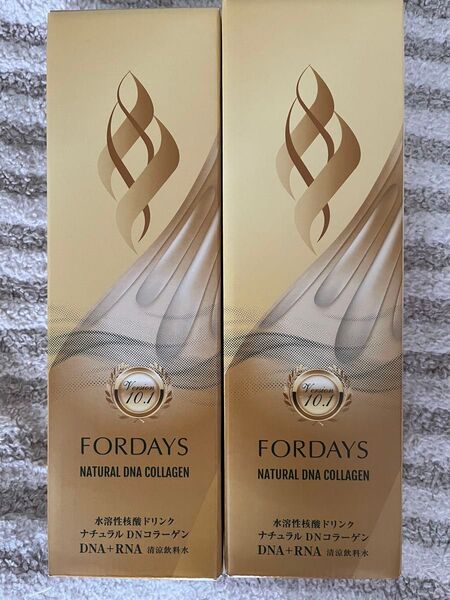 Version
10.1
FORDAYS
NATURAL DNA COLLAGEN
水溶性核酸ドリンク
ナチュラル DNコラーゲン
DNA+RNA 清涼飲料水
Version
10.1
FORDAYS
NATURAL DNA COLLAGEN
水溶性核酸ドリンク
ナチュラル DNコラーゲン
DNA+RNA 清涼飲料水